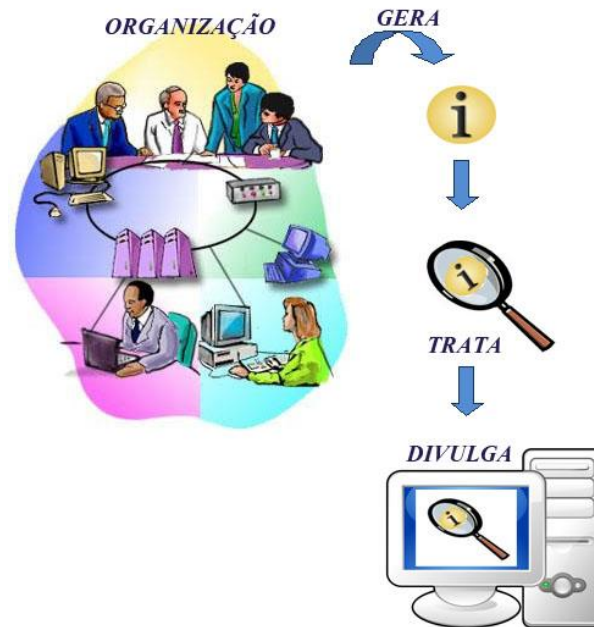 ORGANIZAÇÃO
GERA
i
i
TRATA
DIVULGA
i